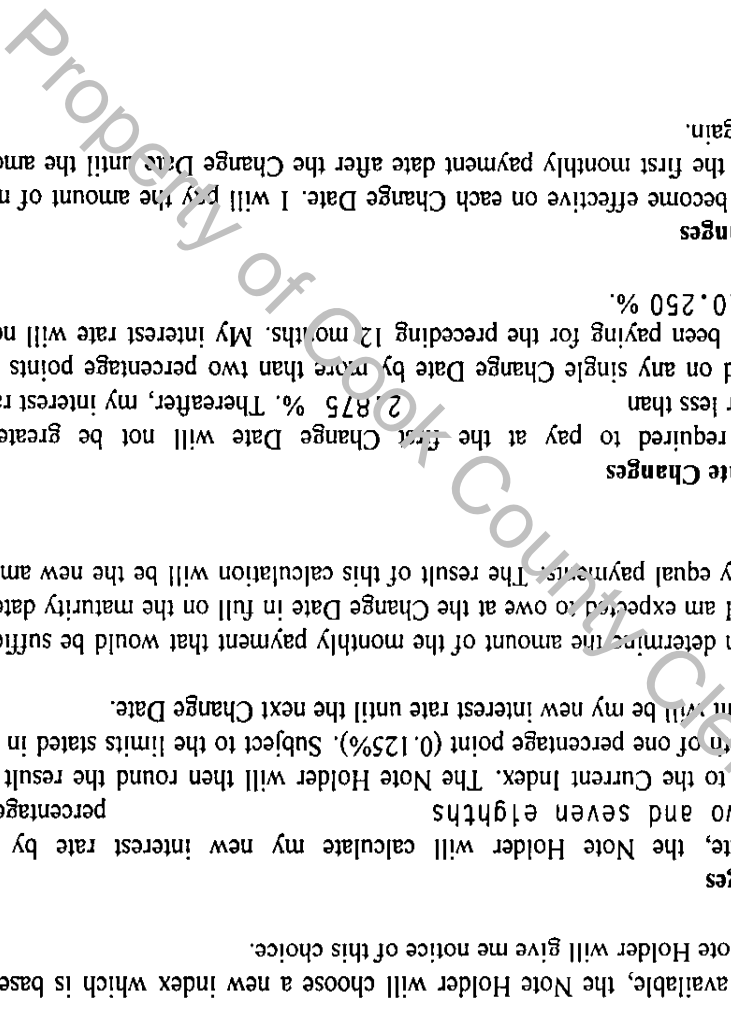 available, the Note Holder will choose a new index which is base
ote Holder will give me notice of this choice.
ges
te, the Note Holder will calculate my new interest rate by
wo and seven eighths percentage
to the Current Index. The Note Holder will then round the result
of one percentage point (0.125%). Subject to the limits stated in
will be my new interest rate until the next Change Date.
determine the amount of the monthly payment that would be suffic
I am expected to owe at the Change Date in full on the maturity date
y equal payments. The result of this calculation will be the new am
te Changes
required to pay at the first Change Date will not be greate
r less than 2.875 %. Thereafter, my interest ra
d on any single Change Date by more than two percentage points
been paying for the preceding 12 months. My interest rate will ne
0.250 %.
nges
become effective on each Change Date. I will pay the amount of m
the first monthly payment date after the Change Date until the amo
gain.
Property of Cook County Cler